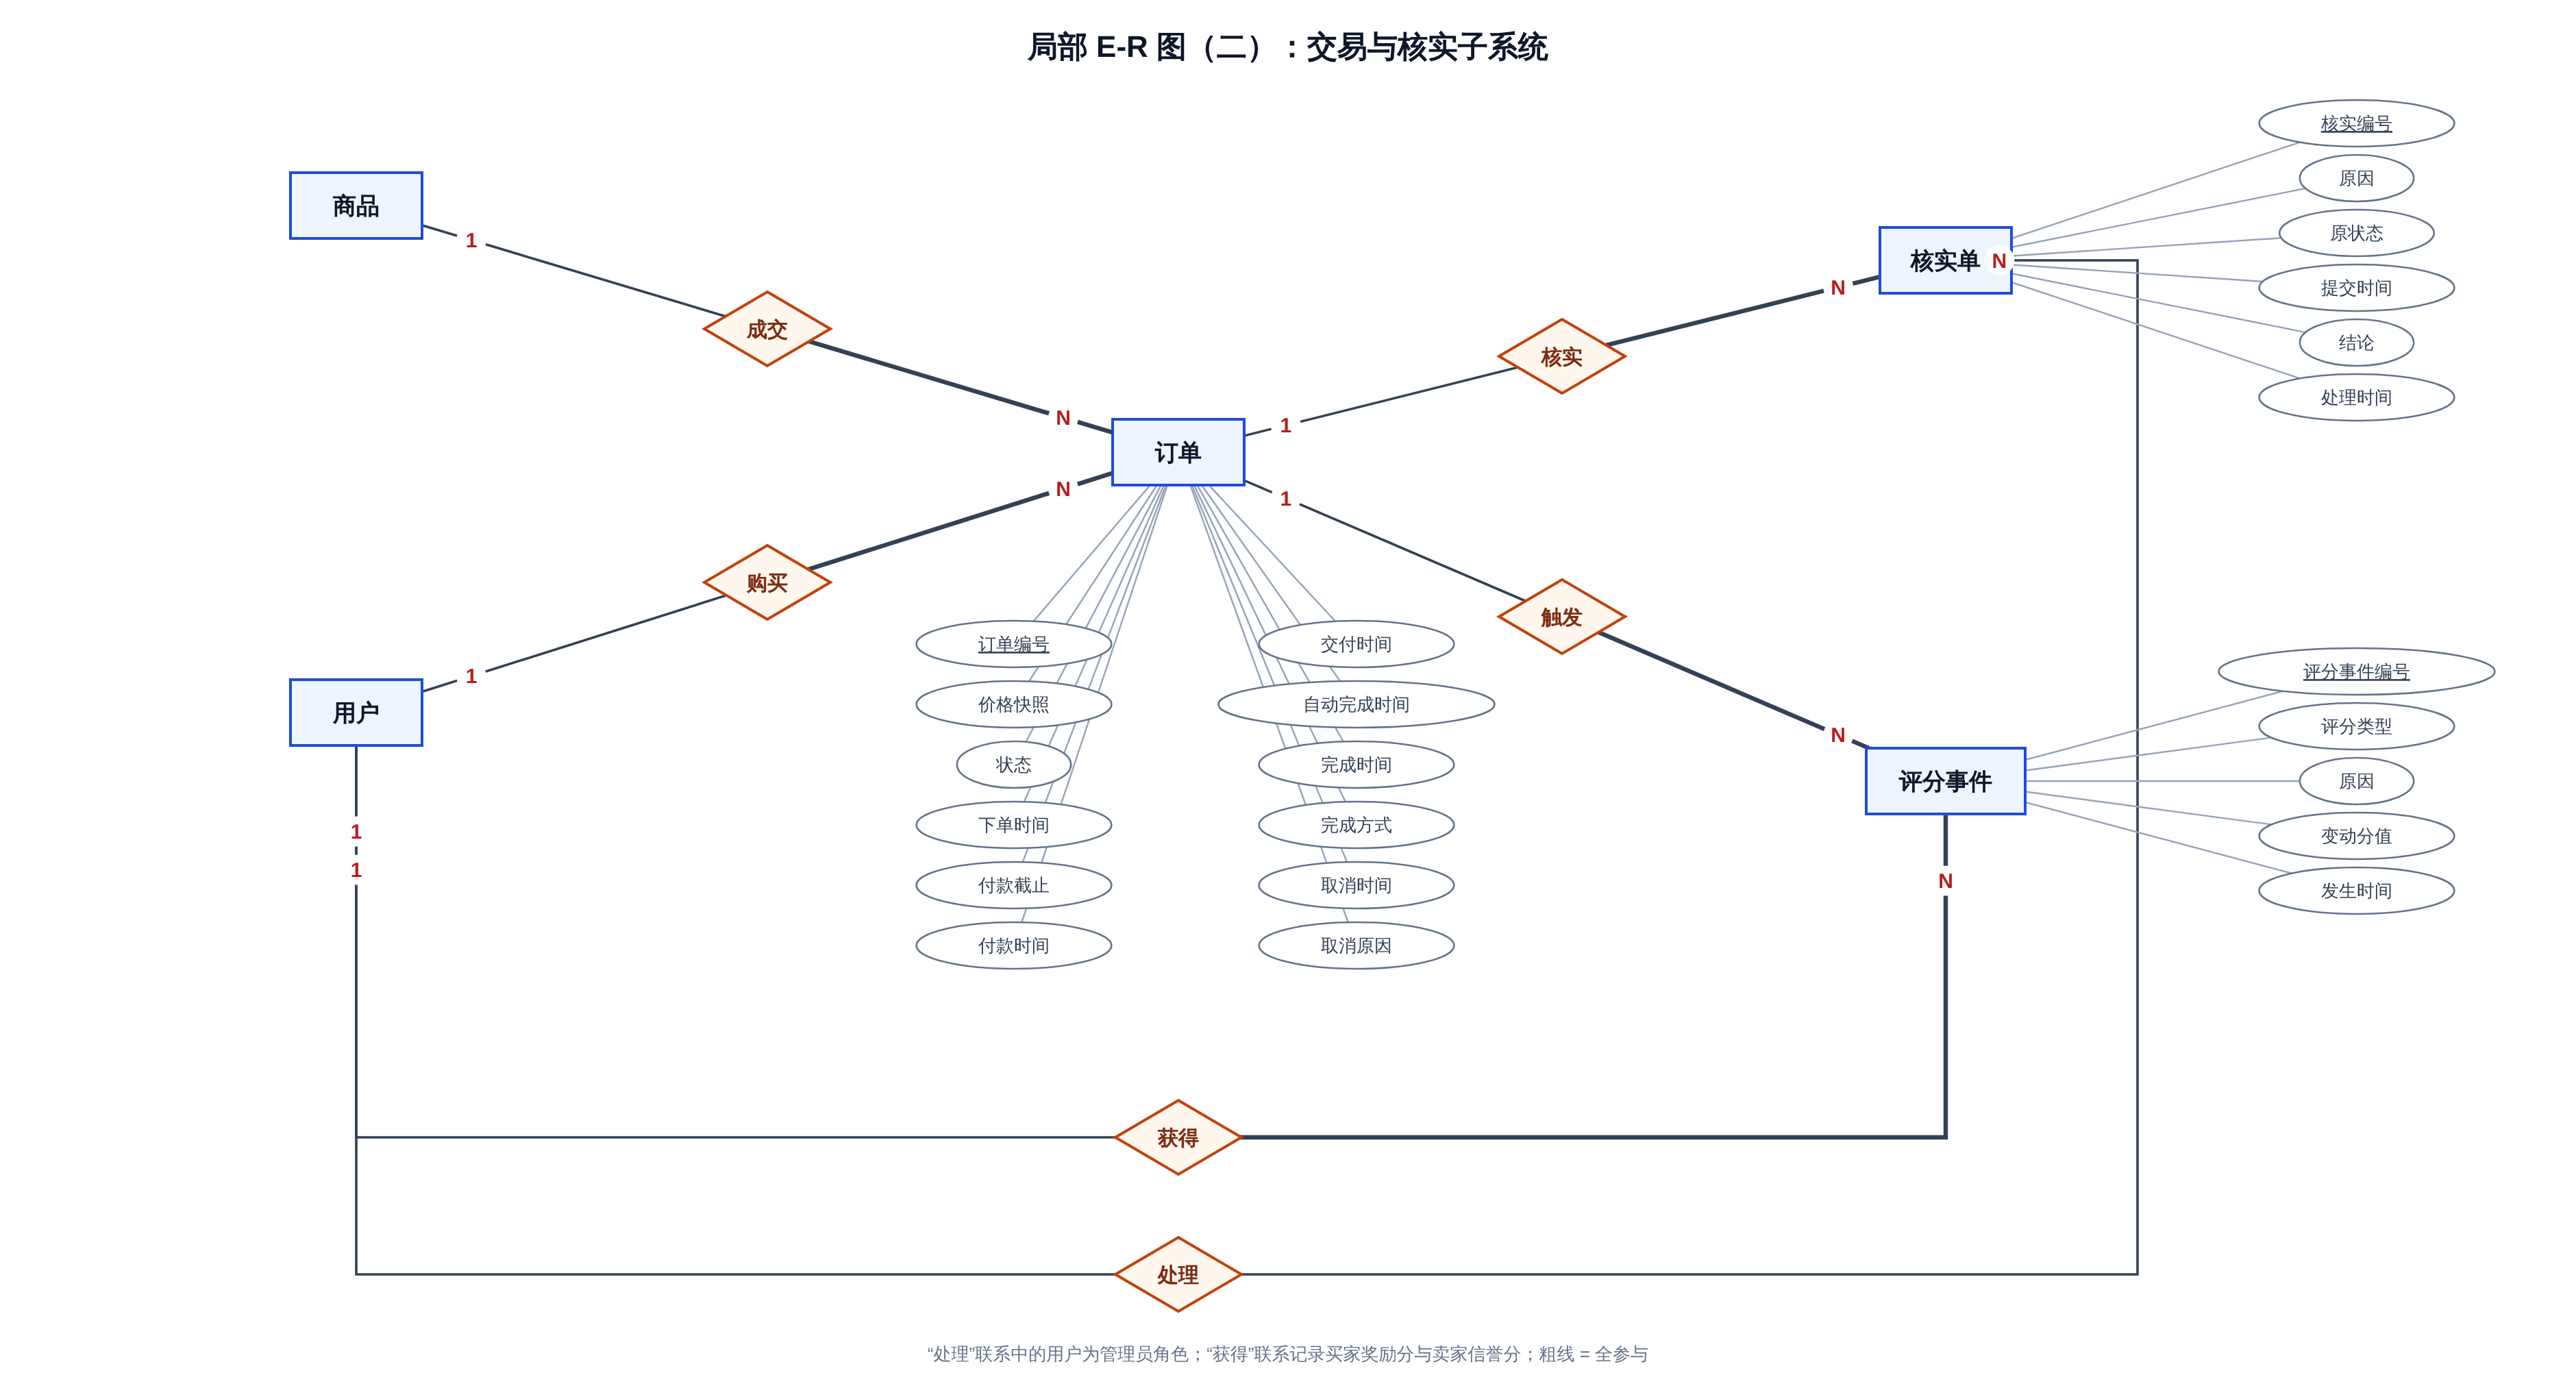 局部 E-R 图（二）：交易与核实子系统
核实编号
原因
商品
原状态
1
核实单
N
提交时间
N
成交
结论
核实
处理时间
N
1
订单
N
1
购买
触发
订单编号
交付时间
评分事件编号
1
价格快照
自动完成时间
用户
评分类型
N
状态
完成时间
评分事件
原因
下单时间
完成方式
1
变动分值
1
付款截止
取消时间
N
发生时间
付款时间
取消原因
获得
处理
“处理”联系中的用户为管理员角色；“获得”联系记录买家奖励分与卖家信誉分；粗线 = 全参与